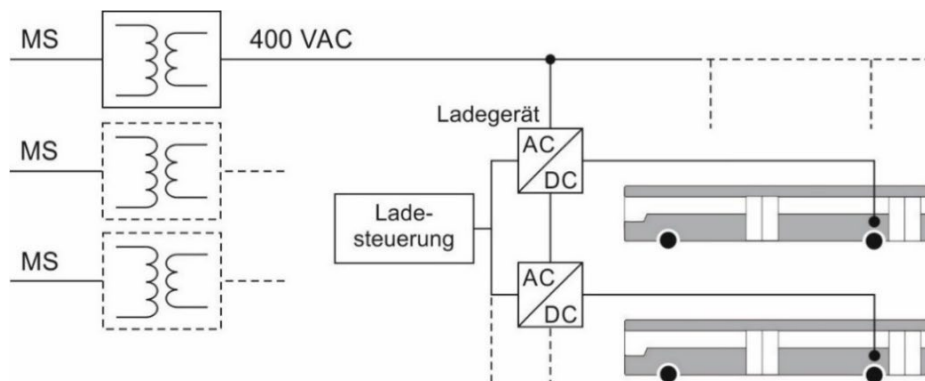 MS
400 VAC
Ladegerät
AC
DC
MS
Lade-
steuerung
MS
AC
DC